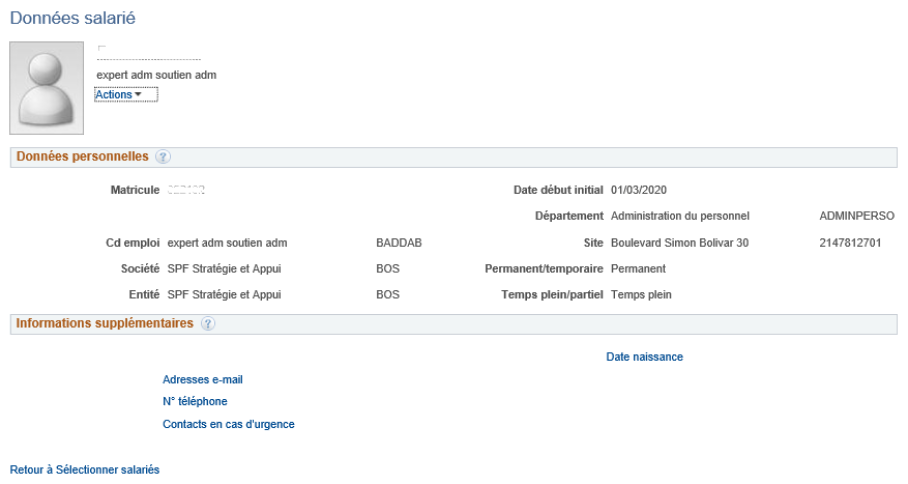 Données salarié
expert adm soutien adm
Actions
Données personnelles ?
Matricule Date début initial 01/03/2020
Département Administration du personnel ADMINPERSO
Cd emploi expert adm soutien adm BADDAB Site Boulevard Simon Bolivar 30 2147812701
Société SPF Stratégie et Appui BOS Permanent/temporaire Permanent
Entité SPF Stratégie et Appui BOS Temps plein/partiel Temps plein
Informations supplémentaires ?
Date naissance
Adresses e-mail
N° téléphone
Contacts en cas d'urgence
Retour à Sélectionner salariés